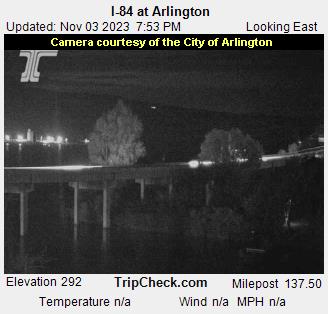 I-84 at Arlington
Updated: Nov 03 2023 7:53 PM Looking East
Camera courtesy of the City of Arlington
Elevation 292 TripCheck.com Milepost 137.50
Temperature n/a Wind n/a MPH n/a